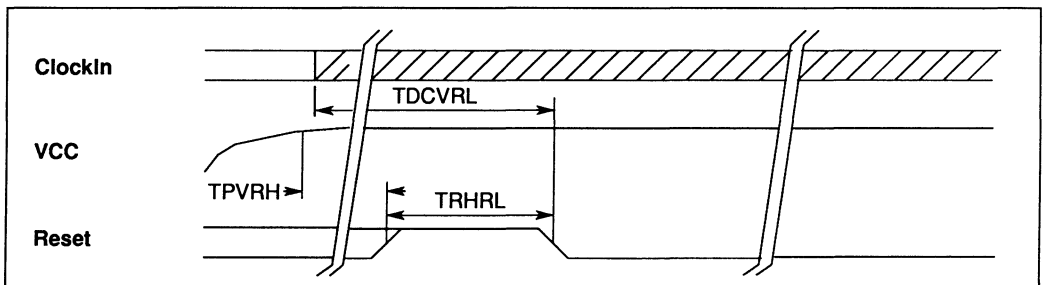 ClockIn
TDCVRL
VCC
TPVRH
TRHRL
Reset